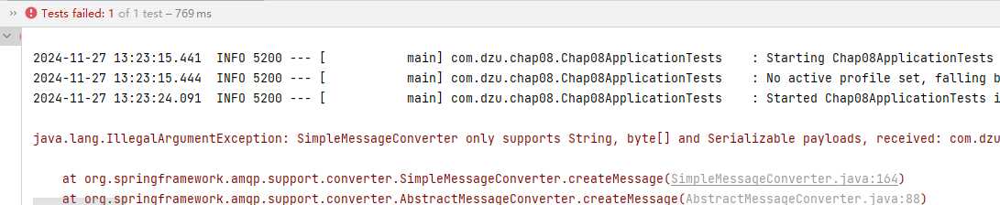 Tests failed: 1 of 1 test – 769 ms
2024-11-27 13:23:15.441  INFO 5200 --- [           main] com.dzu.chap08.Chap08ApplicationTests    : Starting Chap08ApplicationTests
2024-11-27 13:23:15.444  INFO 5200 --- [           main] com.dzu.chap08.Chap08ApplicationTests    : No active profile set, falling b
2024-11-27 13:23:24.091  INFO 5200 --- [           main] com.dzu.chap08.Chap08ApplicationTests    : Started Chap08ApplicationTests i
java.lang.IllegalArgumentException: SimpleMessageConverter only supports String, byte[] and Serializable payloads, received: com.dzu
at org.springframework.amqp.support.converter.SimpleMessageConverter.createMessage(SimpleMessageConverter.java:164)
at org.springframework.amqp.support.converter.AbstractMessageConverter.createMessage(AbstractMessageConverter.java:88)